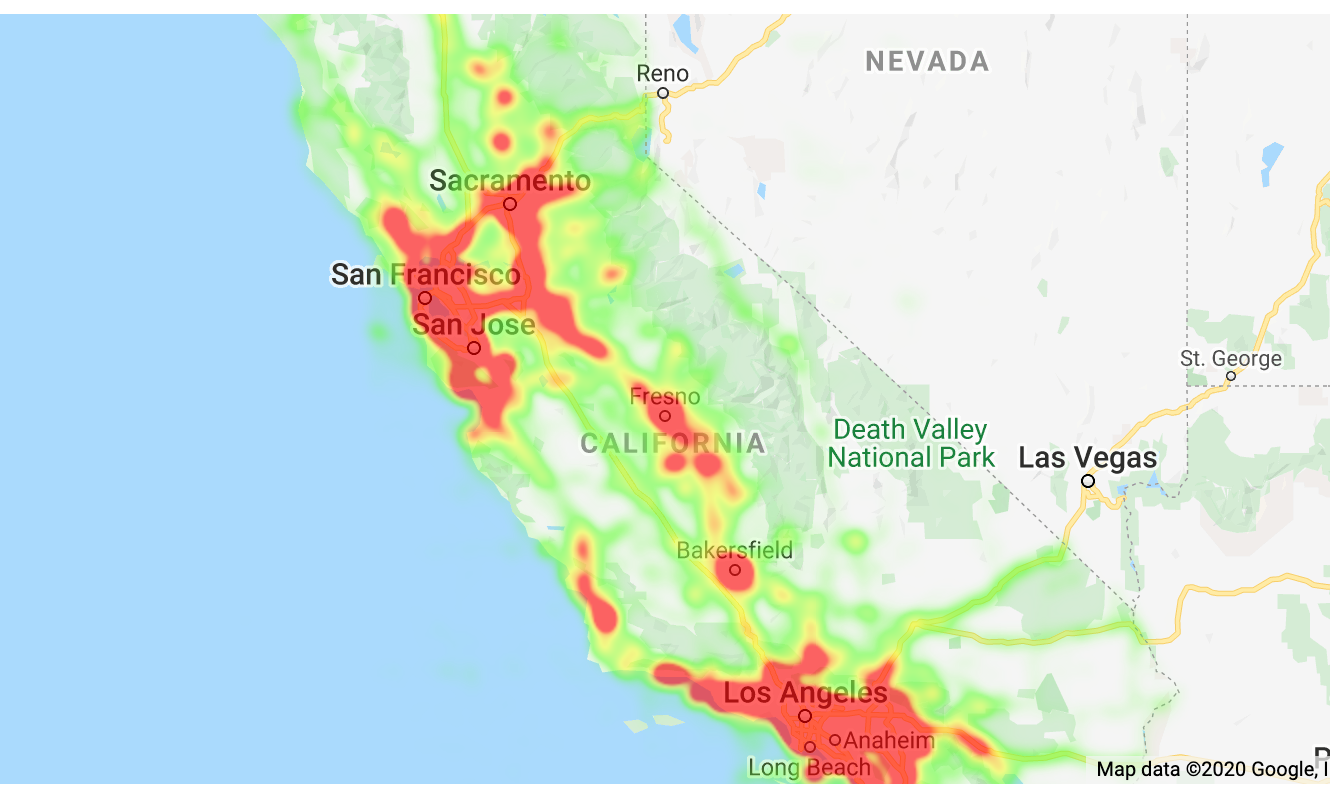 NEVADA
Reno
Sacramento
San Francisco
San Jose
St. George
Fresno
CALIFORNIA
Death Valley
National Park
Las Vegas
Bakersfield
Los Angeles
Anaheim
Long Beach
Map data ©2020 Google,